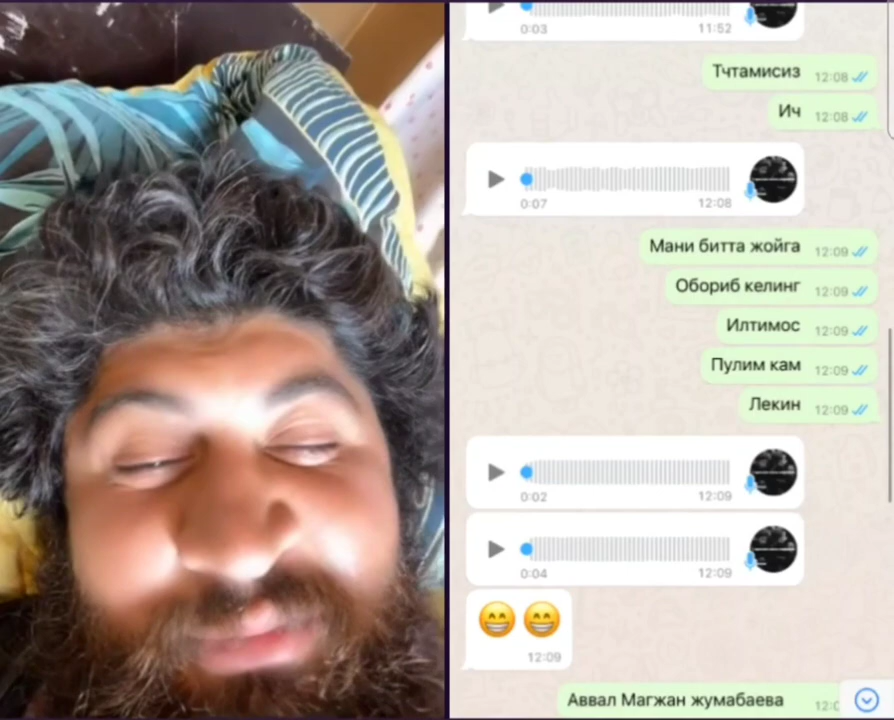 0:03 11:52
Тчтамисиз 12:08
Ич 12:08
0:07 12:08
Мани битта жойга 12:09
Обориб келинг 12:09
Илтимос 12:09
Пулим кам 12:09
Лекин 12:09
0:02 12:09
0:04 12:09
12:09
Аввал Магжан жумабаева